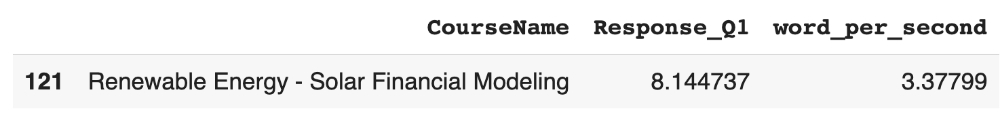 CourseName Response_Q1 word_per_second
121 Renewable Energy - Solar Financial Modeling 8.144737 3.37799